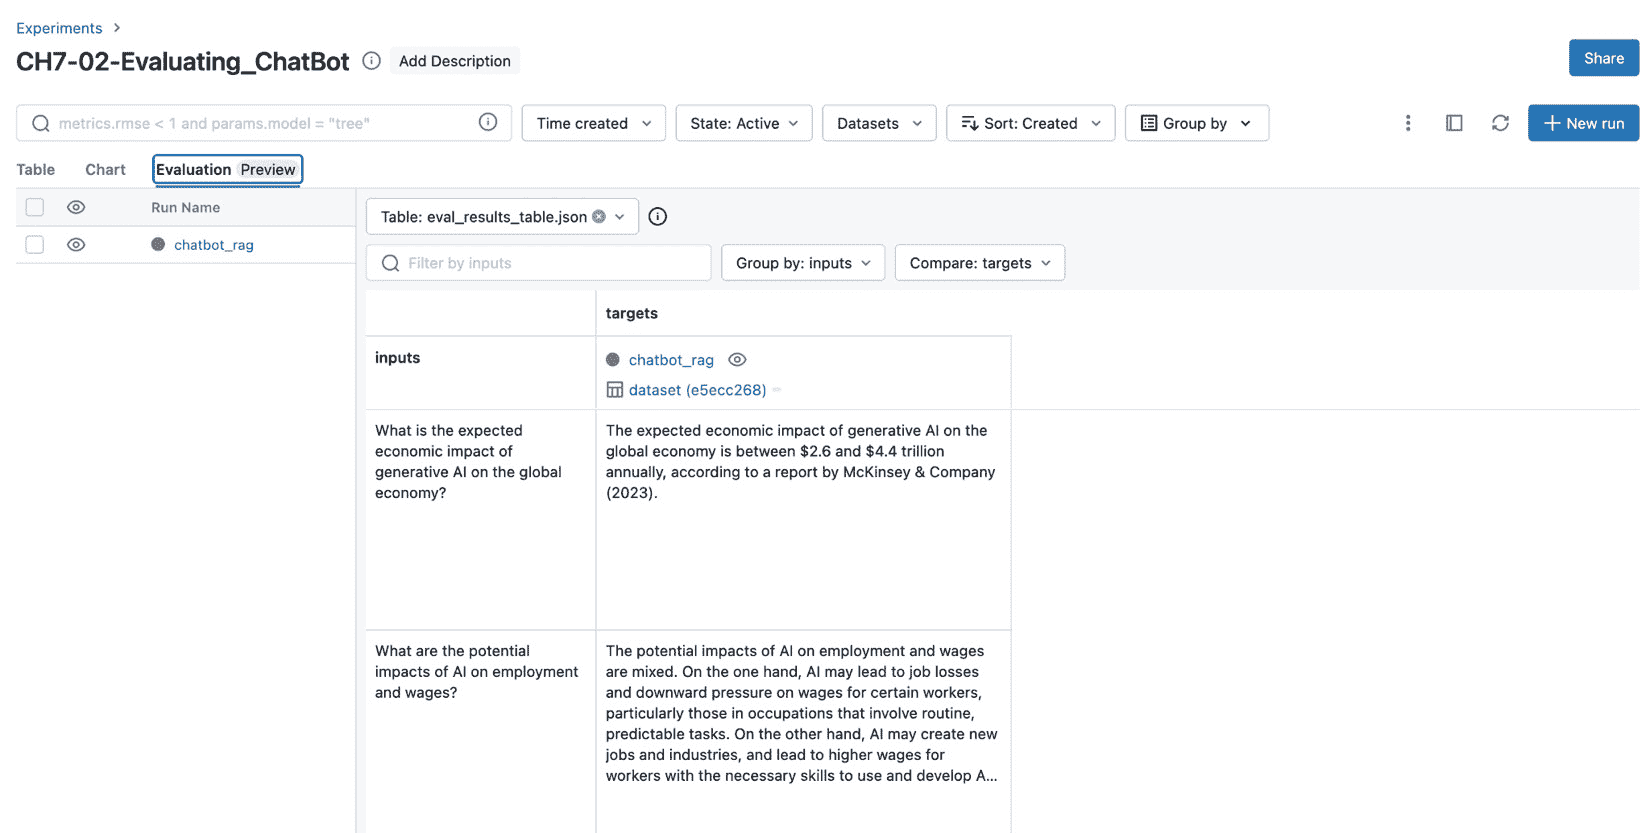 Experiments
CH7-02-Evaluating_ChatBot
Add Description
Share
metrics.rmse < 1 and params.model = "tree"
Time created
State: Active
Datasets
Sort: Created
Group by
New run
Table
Chart
Evaluation Preview
Run Name
chatbot_rag
Table: eval_results_table.json
Filter by inputs
Group by: inputs
Compare: targets
targets
inputs
chatbot_rag
dataset (e5ecc268)
What is the expected
economic impact of
generative AI on the global
economy?
The expected economic impact of generative AI on the
global economy is between $2.6 and $4.4 trillion
annually, according to a report by McKinsey & Company
(2023).
What are the potential
impacts of AI on employment
and wages?
The potential impacts of AI on employment and wages
are mixed. On the one hand, AI may lead to job losses
and downward pressure on wages for certain workers,
particularly those in occupations that involve routine,
predictable tasks. On the other hand, AI may create new
jobs and industries, and lead to higher wages for
workers with the necessary skills to use and develop A...